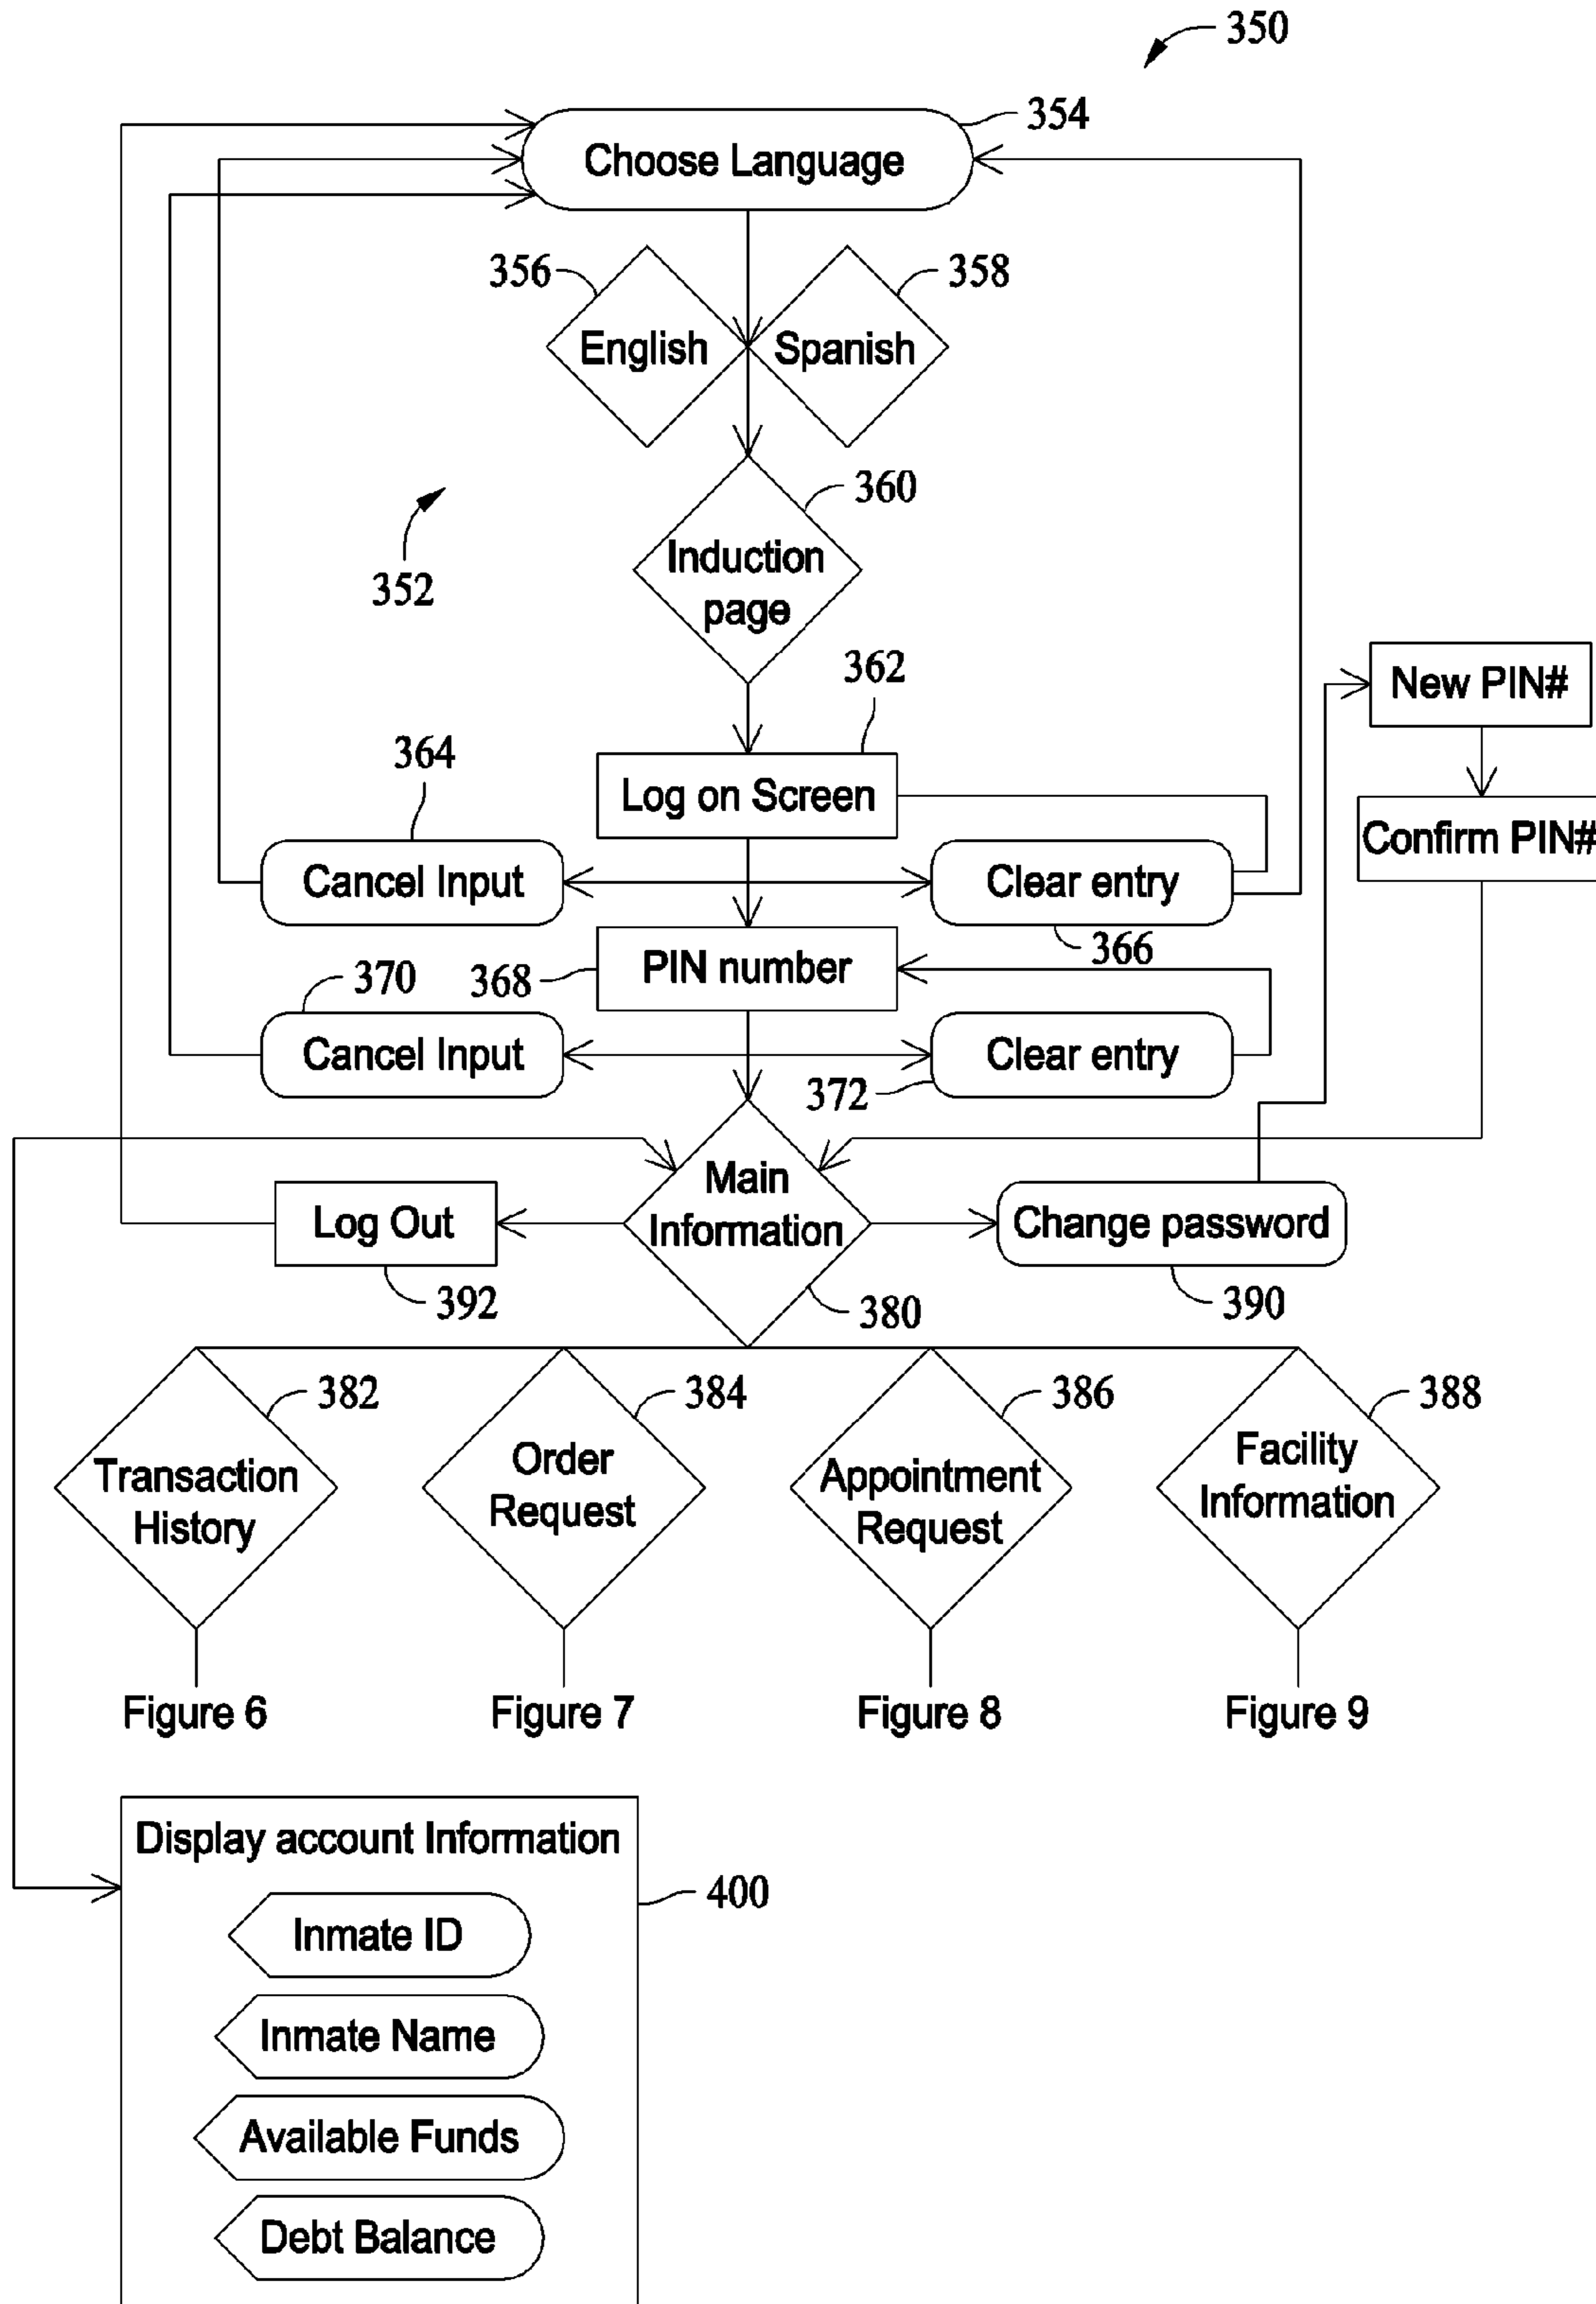 350
354
Choose Language
356
358
English
Spanish
360
352
Induction
page
362
New PIN#
364
Log on Screen
Confirm PIN#
Cancel Input
Clear entry
366
370
368
PIN number
Cancel Input
Clear entry
372
Main
Information
Log Out
Change password
392
380
390
382
384
386
388
Transaction
History
Order
Request
Appointment
Request
Facility
Information
Figure 6
Figure 7
Figure 8
Figure 9
Display account Information
400
Inmate ID
Inmate Name
Available Funds
Debt Balance